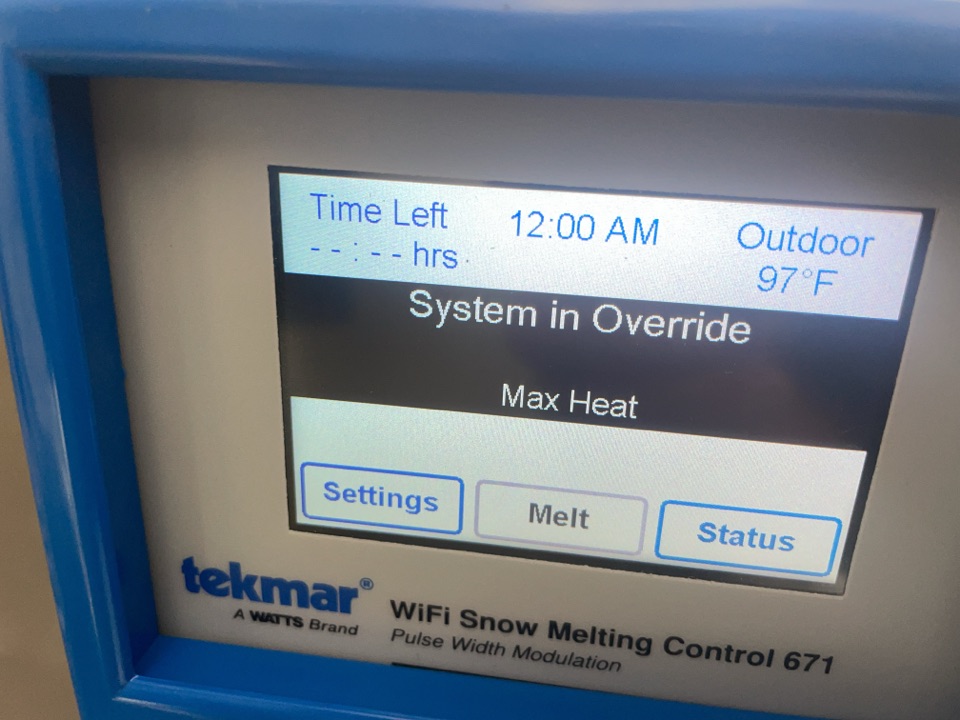 Time Left
12:00 AM
Outdoor
--:-- hrs
97°F
System in Override
Max Heat
Settings
Melt
Status
tekmar®
A WATTS Brand
WiFi Snow Melting Control 671
Pulse Width Modulation